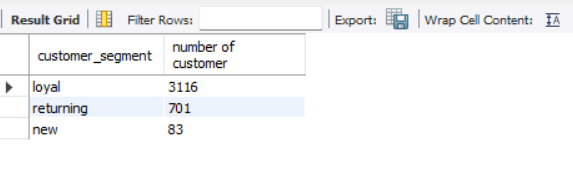 Result Grid Filter Rows: Export: Wrap Cell Content:
customer_segment number of
customer
loyal 3116
returning 701
new 83